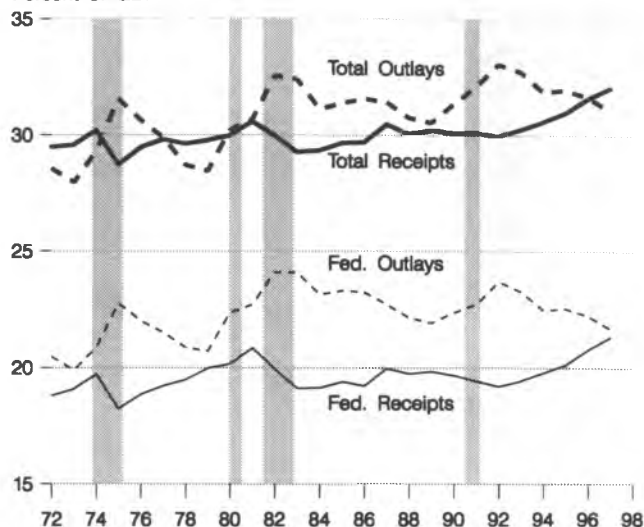 35
Total Outlays
30
Total Receipts
25
Fed. Outlays
20
Fed. Receipts
15
72 74 76 78 80 82 84 86 88 90 92 94 96 98